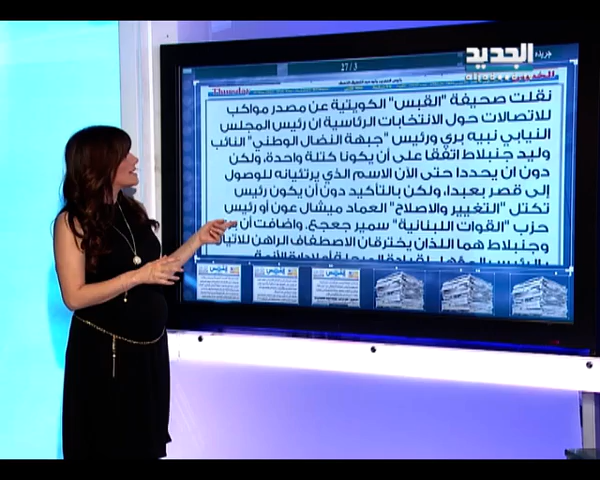 جريدة
الجديد
27/3
Thursday
نقلت صحيفة "القبس" الكويتية عن مصدر مواكب
للاتصالات حول الانتخابات الرئاسية ان رئيس المجلس
النيابي نبيه بري ورئيس "جبهة النضال الوطني" النائب
وليد جنبلاط اتفقا على أن يكونا كتلة واحدة، ولكن
دون ان يحددا حتى الآن الاسم الذي يرتئيانه للوصول
إلى قصر بعبدا، ولكن بالتأكيد دون أن يكون رئيس
تكتل "التغيير والاصلاح" العماد ميشال عون أو رئيس
حزب "القوات اللبنانية" سمير جعجع. واضافت أن
وجنبلاط هما اللذان يخترقان الاصطفاف الراهن للاتيان